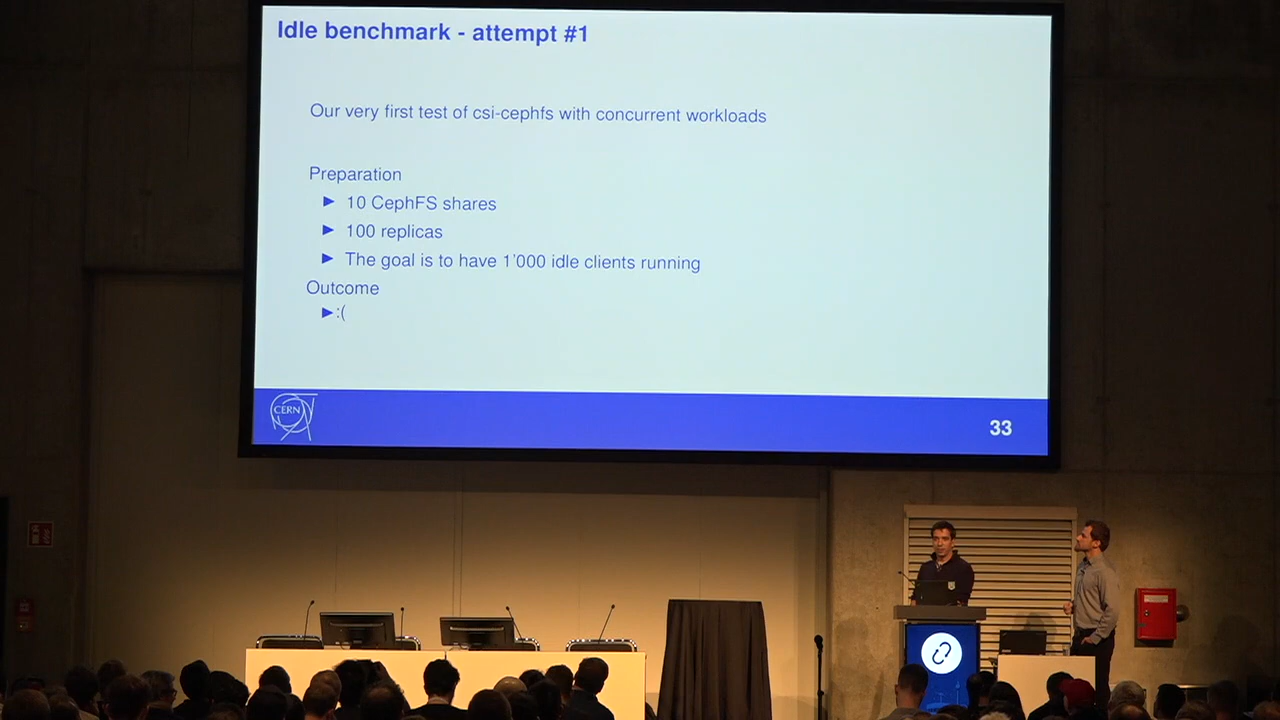 Idle benchmark - attempt #1
Our very first test of csi-cephfs with concurrent workloads
Preparation
► 10 CephFS shares
► 100 replicas
► The goal is to have 1'000 idle clients running
Outcome
► :(
CERN
33